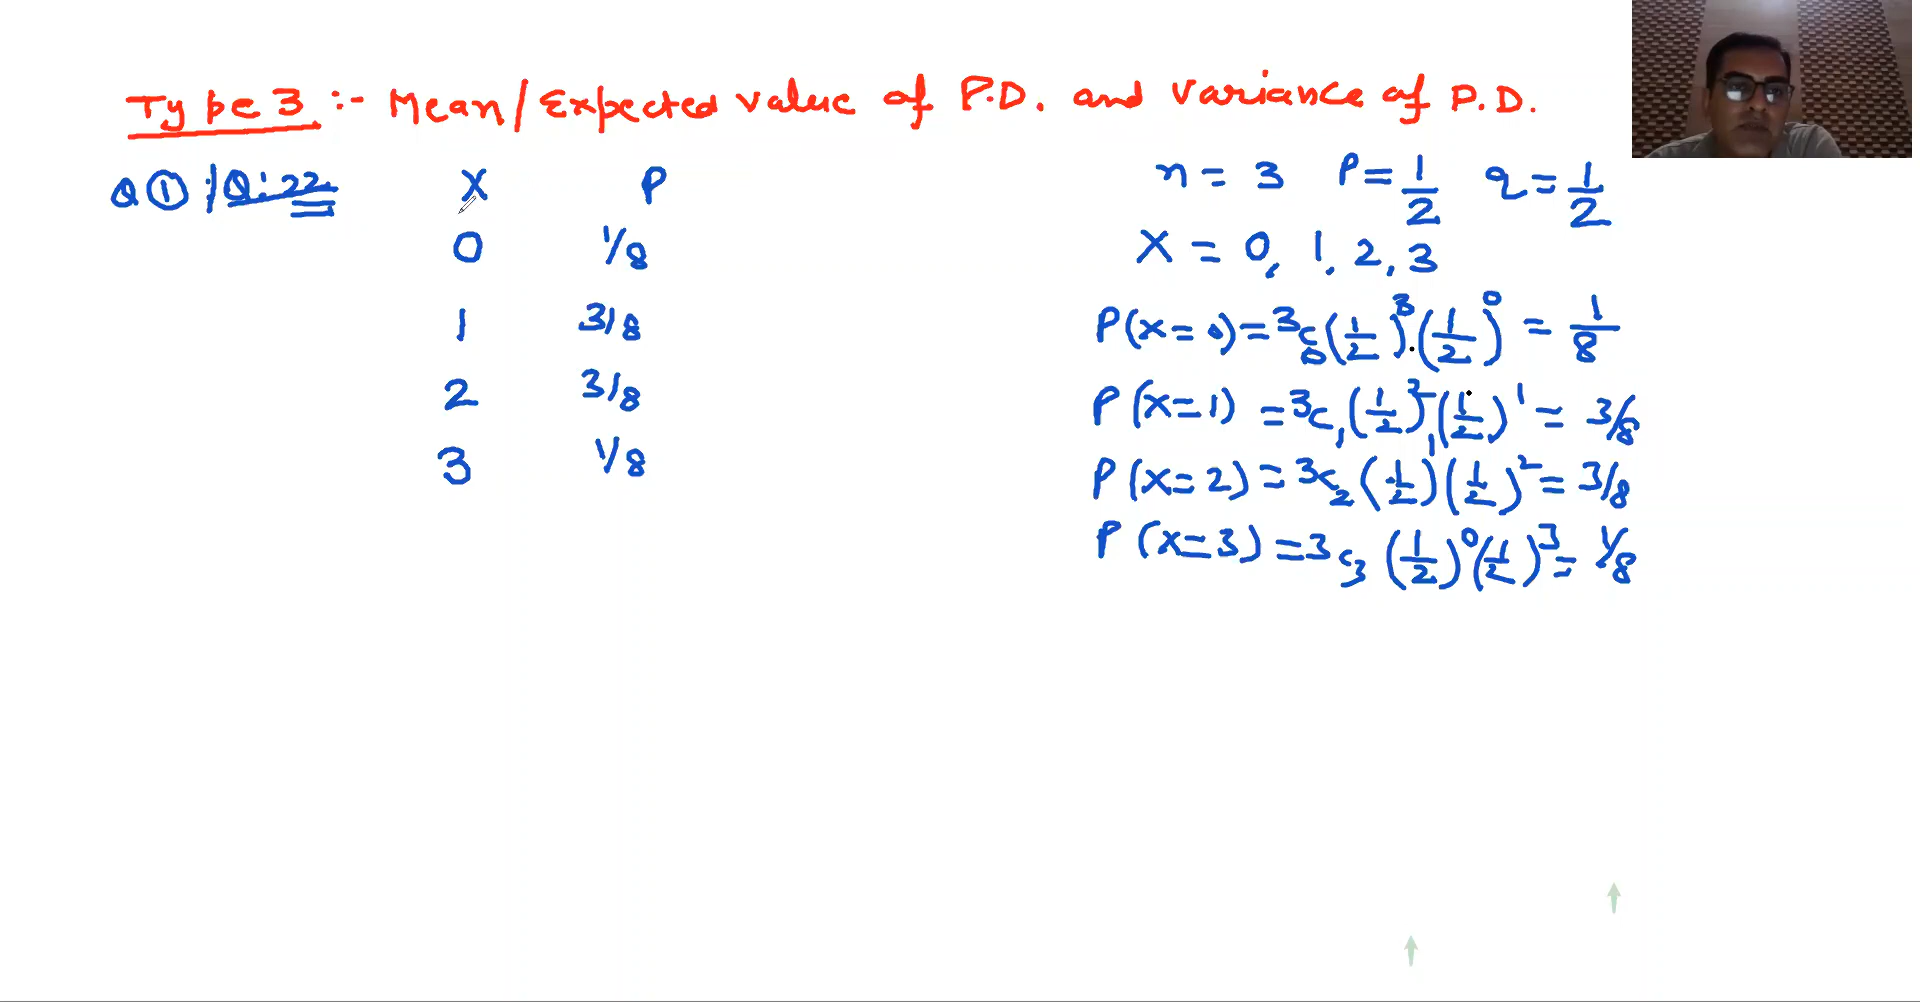 Type 3 :- Mean/Expected value of P.D. and Variance of P.D.
Q ① :| Q: 22.
X P
0 1/8
1 3/8
2 3/8
3 1/8
n = 3 P = 1/2 q = 1/2
X = 0, 1, 2, 3
P(X = 0) = 3c0 (1/2)^3 . (1/2)^0 = 1/8
P(X = 1) = 3c1 (1/2)^2 (1/2)^1 = 3/8
P(X = 2) = 3c2 (1/2)^1 (1/2)^2 = 3/8
P(X = 3) = 3c3 (1/2)^0 (1/2)^3 = 1/8